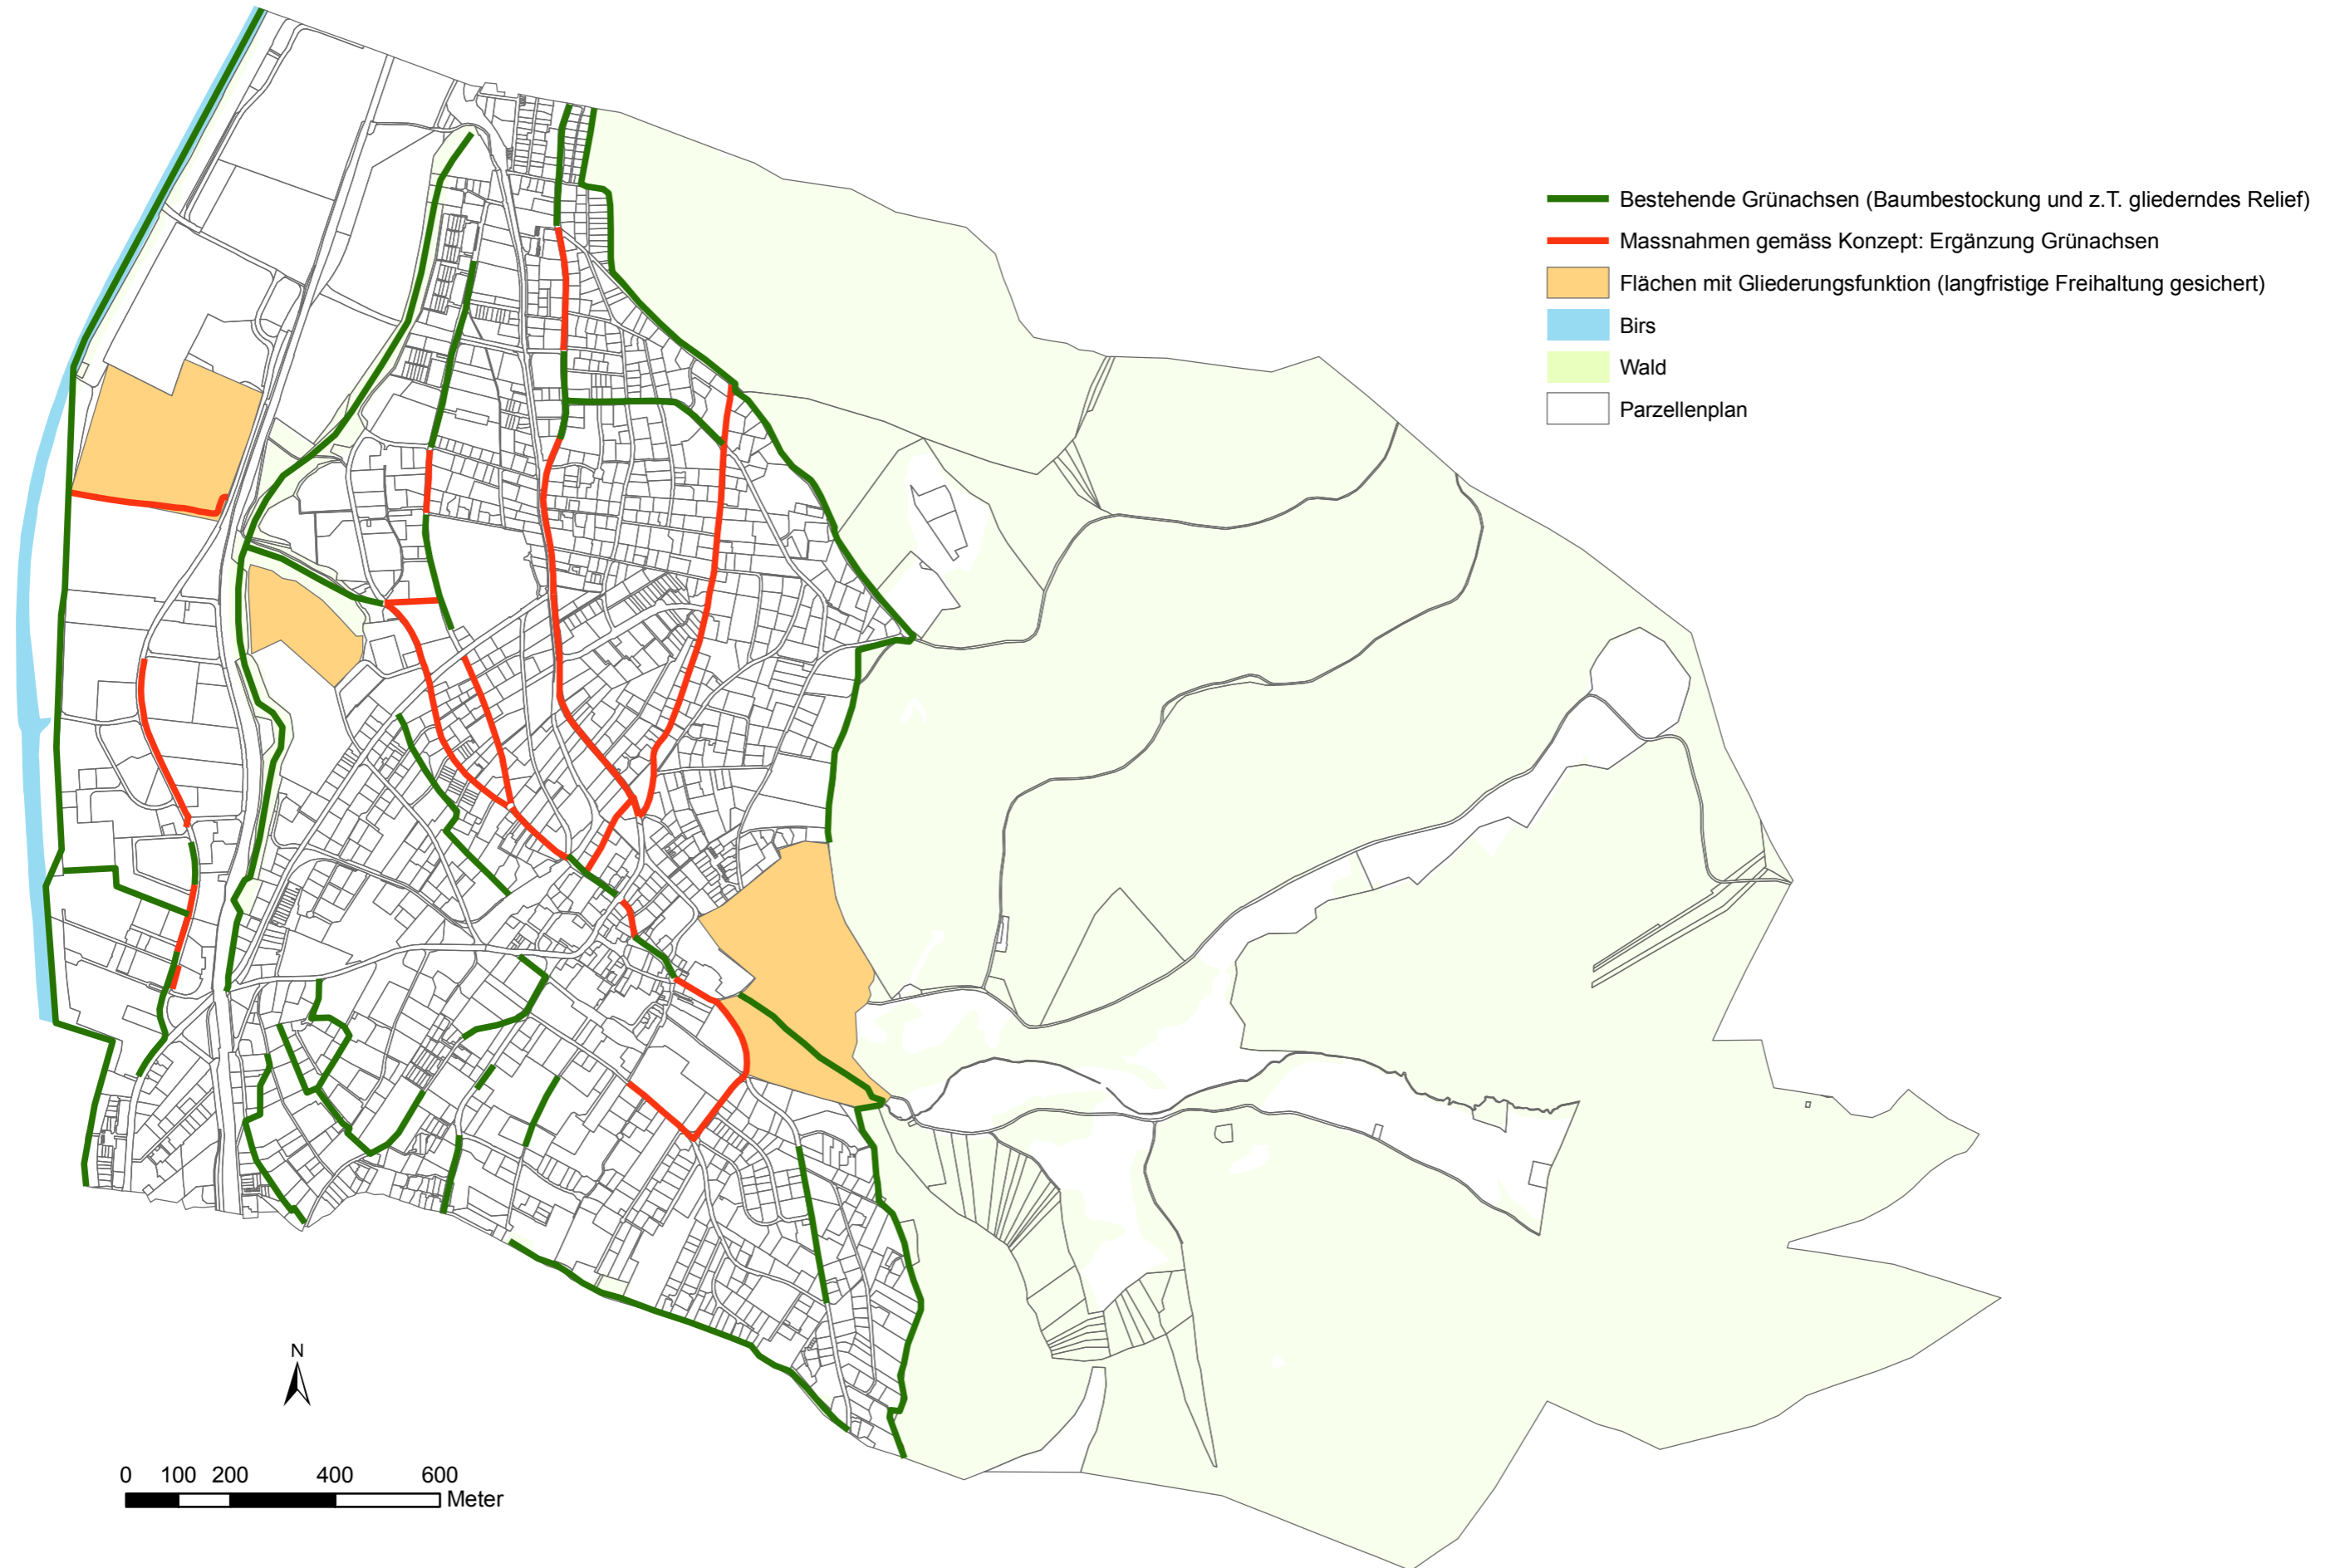 Bestehende Grünachsen (Baumbestockung und z.T. gliederndes Relief)
Massnahmen gemäss Konzept: Ergänzung Grünachsen
Flächen mit Gliederungsfunktion (langfristige Freihaltung gesichert)
Birs
Wald
Parzellenplan
N
0 100 200 400 600
Meter